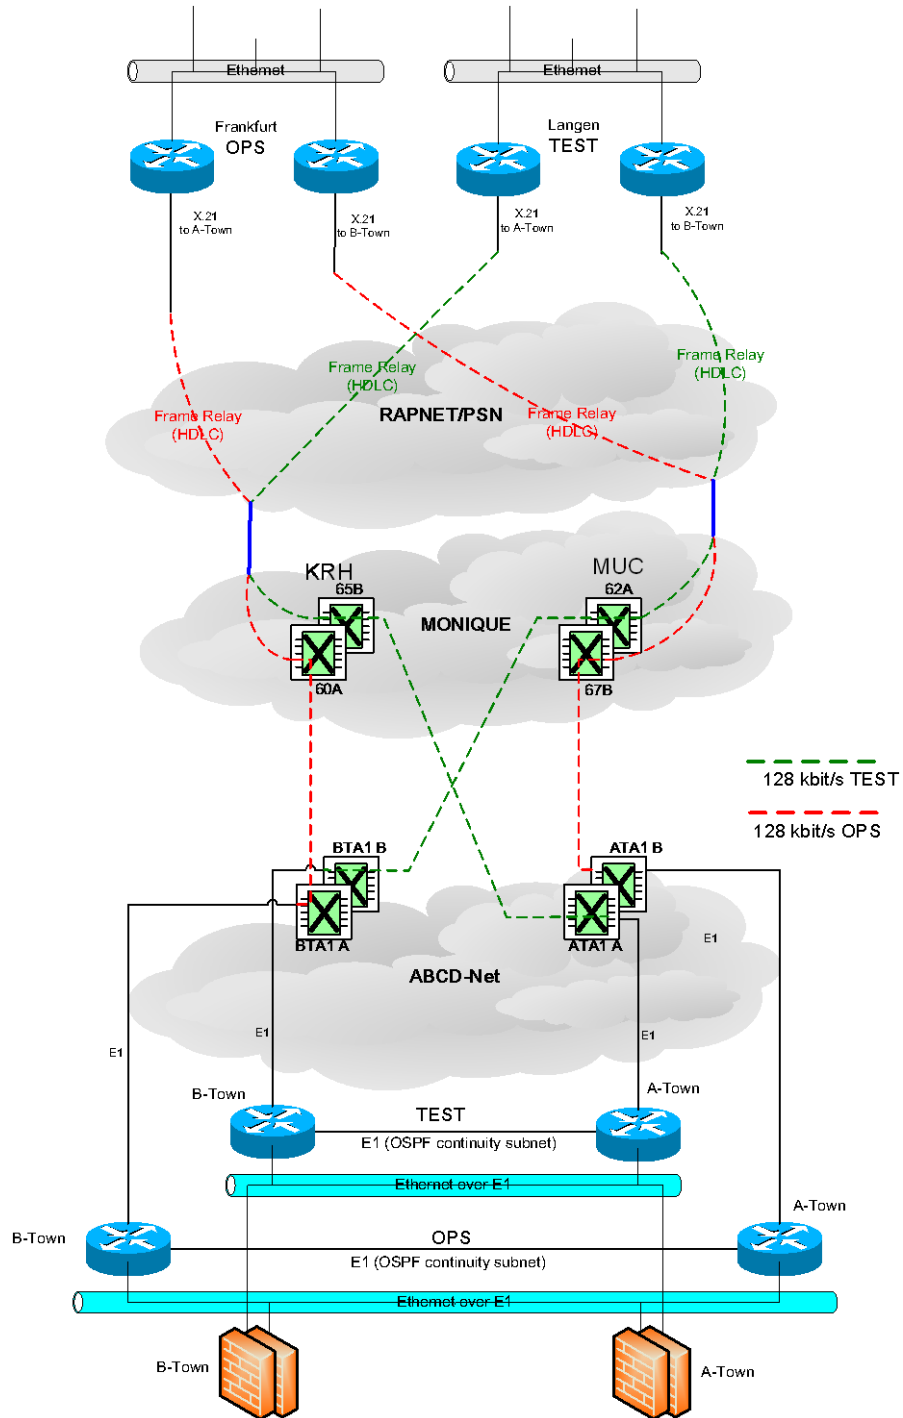 Ethernet
Ethernet
Frankfurt
OPS
Langen
TEST
X.21
to A-Town
X.21
to B-Town
X.21
to A-Town
X.21
to B-Town
Frame Relay
(HDLC)
Frame Relay
(HDLC)
Frame Relay
(HDLC)
Frame Relay
(HDLC)
RAPNET/PSN
KRH
65B
MUC
62A
MONIQUE
60A
67B
128 kbit/s TEST
128 kbit/s OPS
BTA1 B
ATA1 B
BTA1 A
ATA1 A
E1
ABCD-Net
E1
E1
E1
B-Town
A-Town
TEST
E1 (OSPF continuity subnet)
Ethernet over E1
A-Town
B-Town
OPS
E1 (OSPF continuity subnet)
Ethernet over E1
B-Town
A-Town